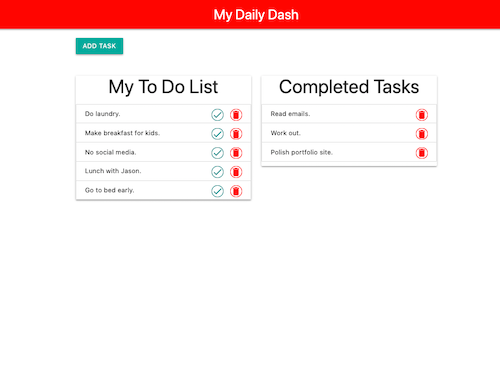 My Daily Dash
ADD TASK
My To Do List
Do laundry.
Make breakfast for kids.
No social media.
Lunch with Jason.
Go to bed early.
Completed Tasks
Read emails.
Work out.
Polish portfolio site.